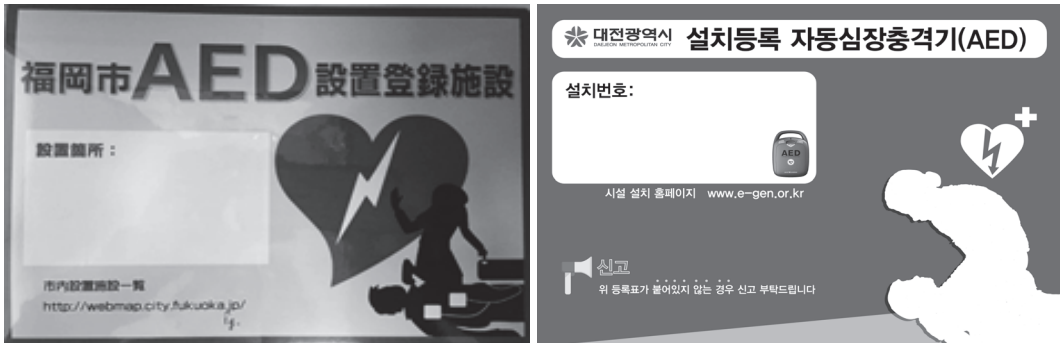 福岡市AED設置登録施設
設置箇所：
市内設置施設一覧
http://webmap.city.fukuoka.jp/
대전광역시
DAEJEON METROPOLITAN CITY
설치등록 자동심장충격기(AED)
설치번호:
AED
시설 설치 홈페이지 www.e-gen.or.kr
신고
위 등록표가 붙어있지 않는 경우 신고 부탁드립니다